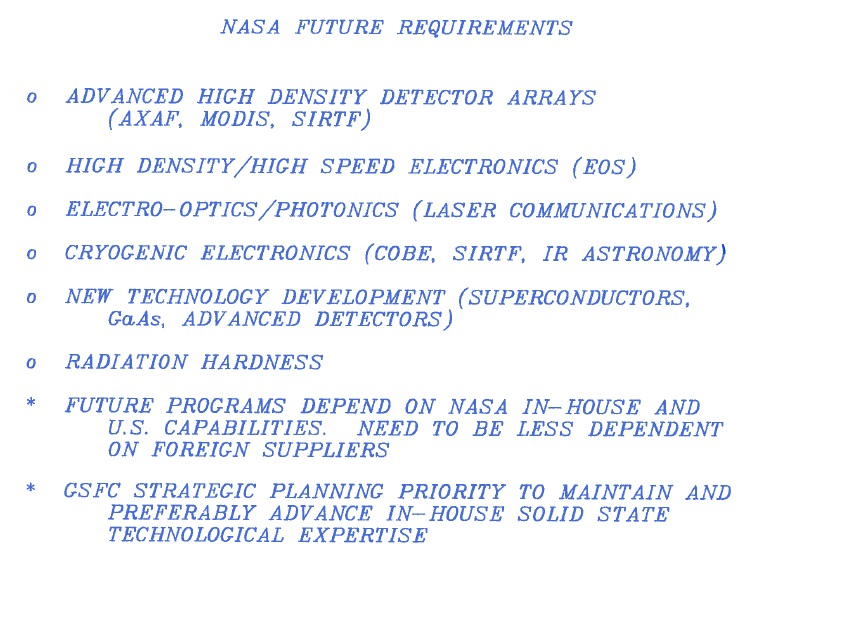 NASA FUTURE REQUIREMENTS
o ADVANCED HIGH DENSITY DETECTOR ARRAYS
(AXAF, MODIS, SIRTF)
o HIGH DENSITY/HIGH SPEED ELECTRONICS (EOS)
o ELECTRO-OPTICS/PHOTONICS (LASER COMMUNICATIONS)
o CRYOGENIC ELECTRONICS (COBE, SIRTF, IR ASTRONOMY)
o NEW TECHNOLOGY DEVELOPMENT (SUPERCONDUCTORS,
GaAs, ADVANCED DETECTORS)
o RADIATION HARDNESS
* FUTURE PROGRAMS DEPEND ON NASA IN-HOUSE AND
U.S. CAPABILITIES. NEED TO BE LESS DEPENDENT
ON FOREIGN SUPPLIERS
* GSFC STRATEGIC PLANNING PRIORITY TO MAINTAIN AND
PREFERABLY ADVANCE IN-HOUSE SOLID STATE
TECHNOLOGICAL EXPERTISE